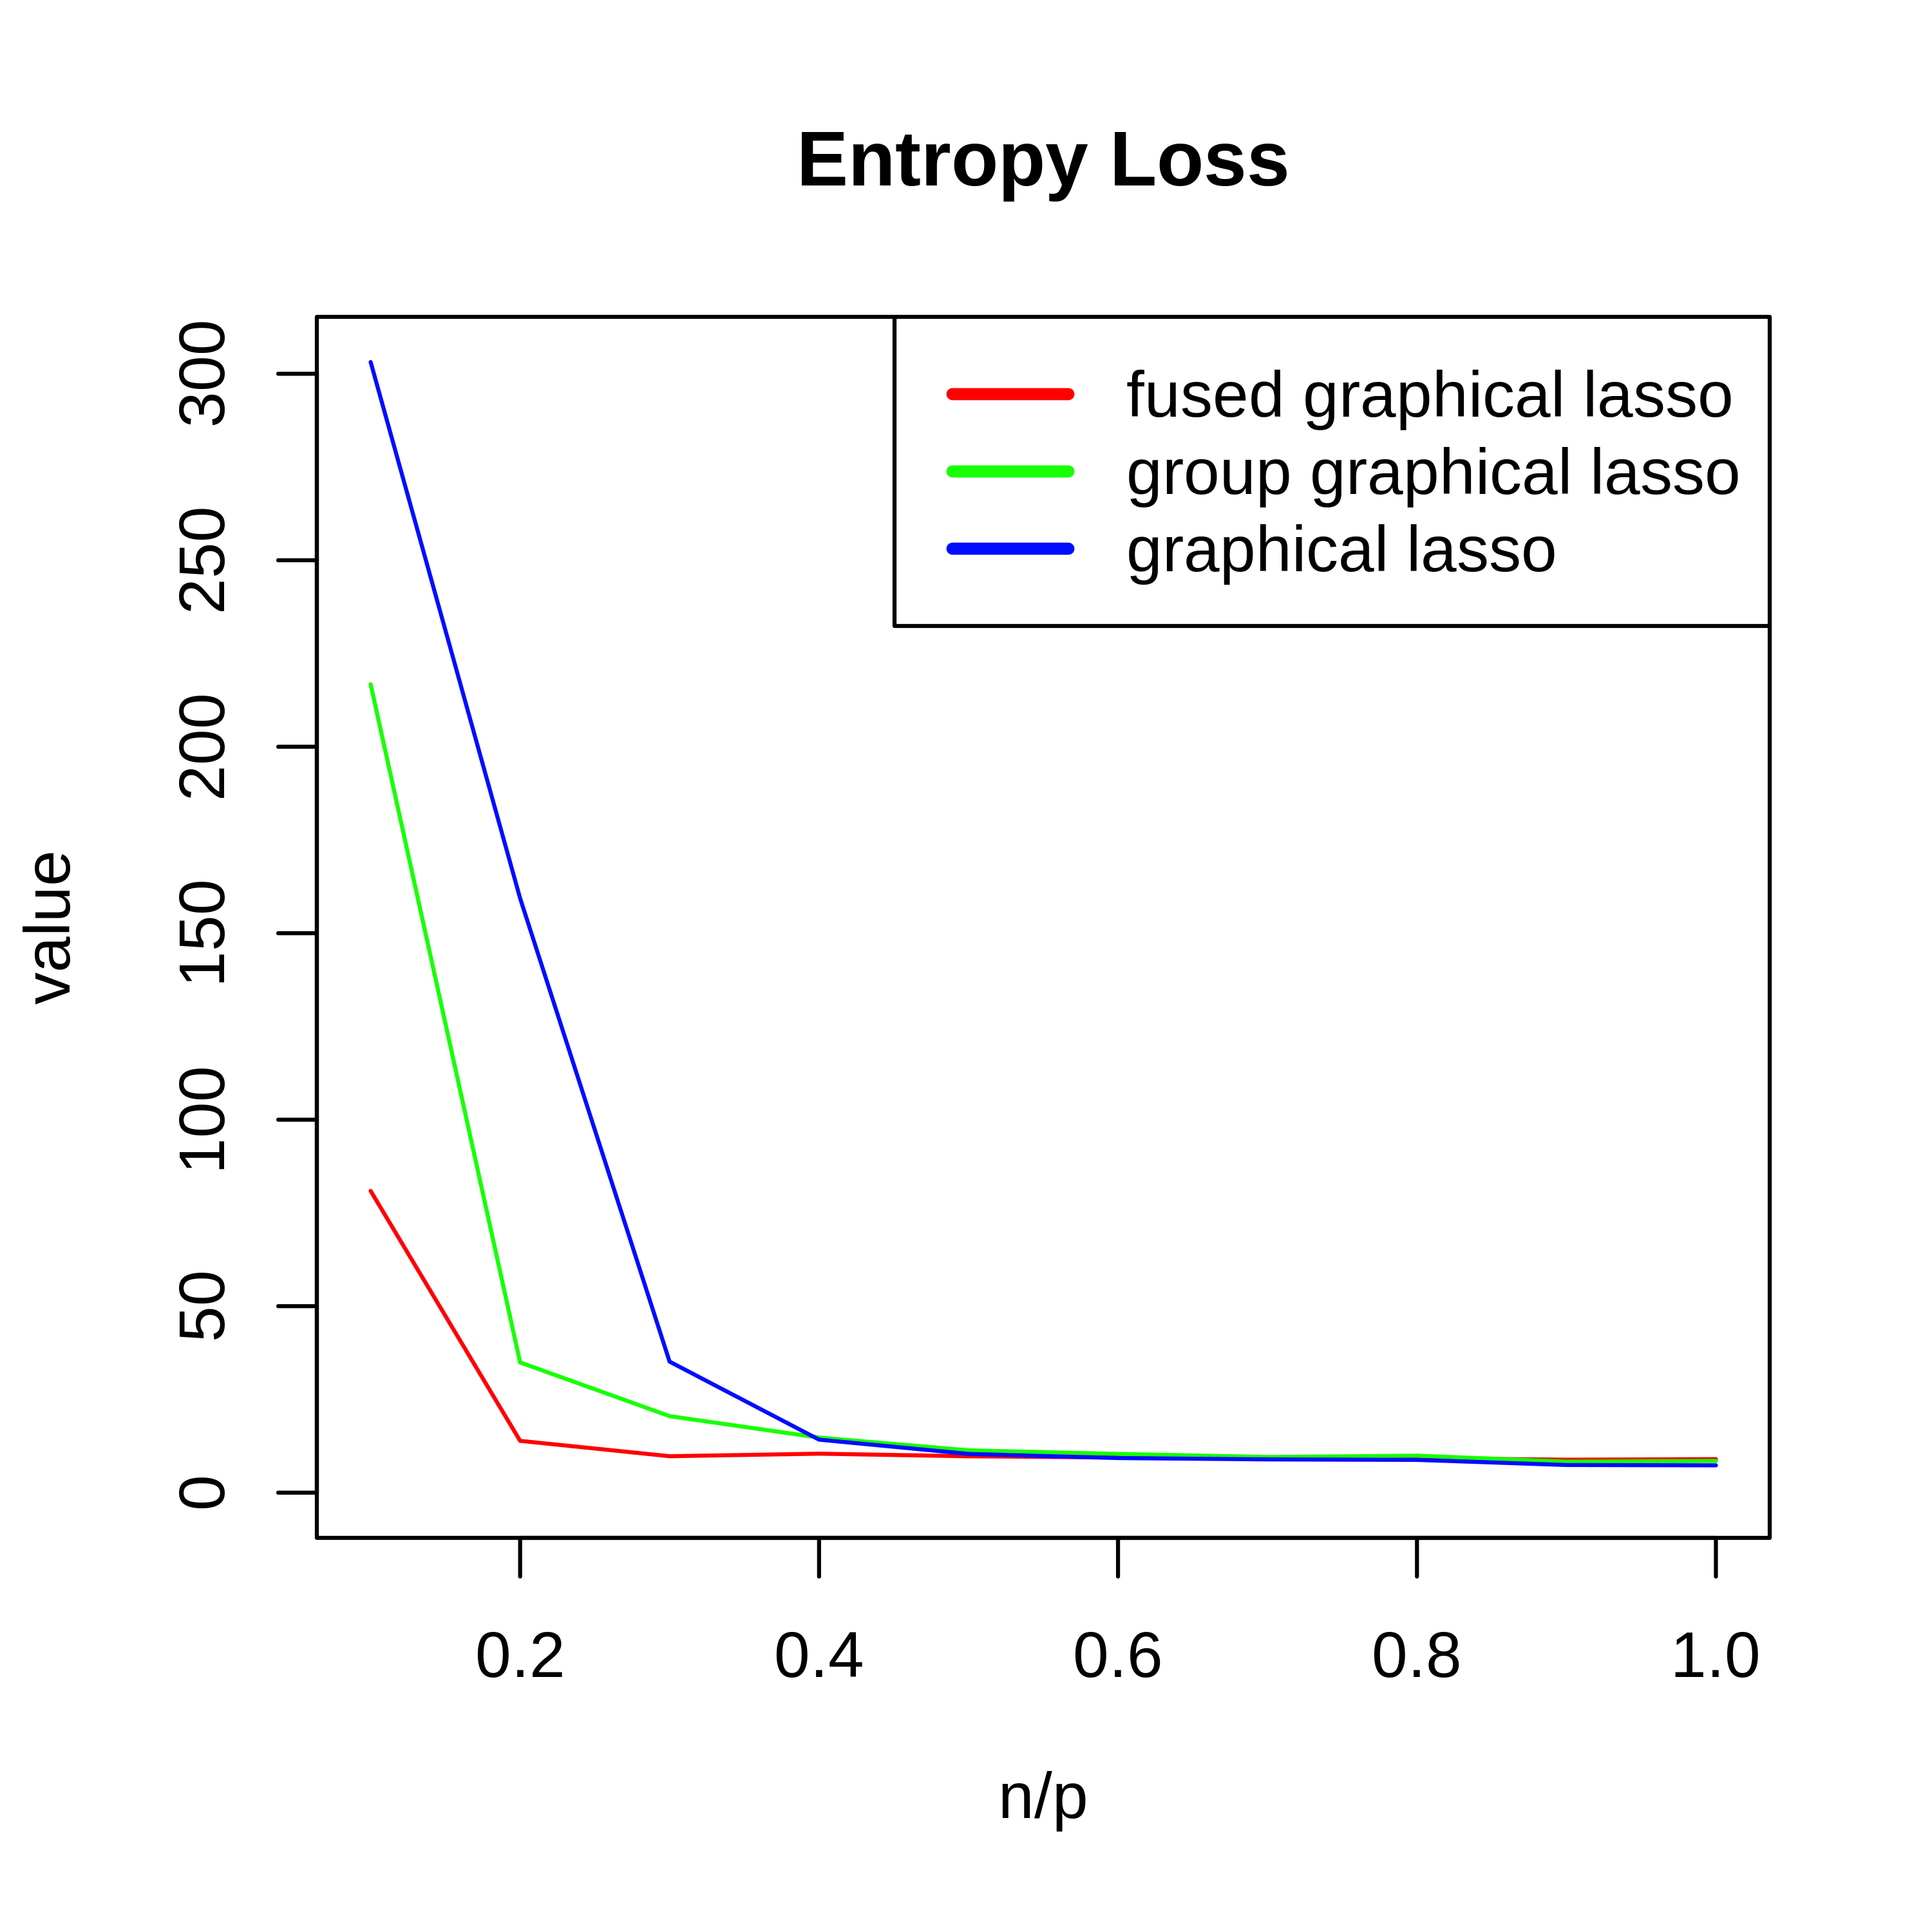 Entropy Loss
fused graphical lasso
group graphical lasso
graphical lasso
300
250
200
150
100
50
0
value
0.2 0.4 0.6 0.8 1.0
n/p